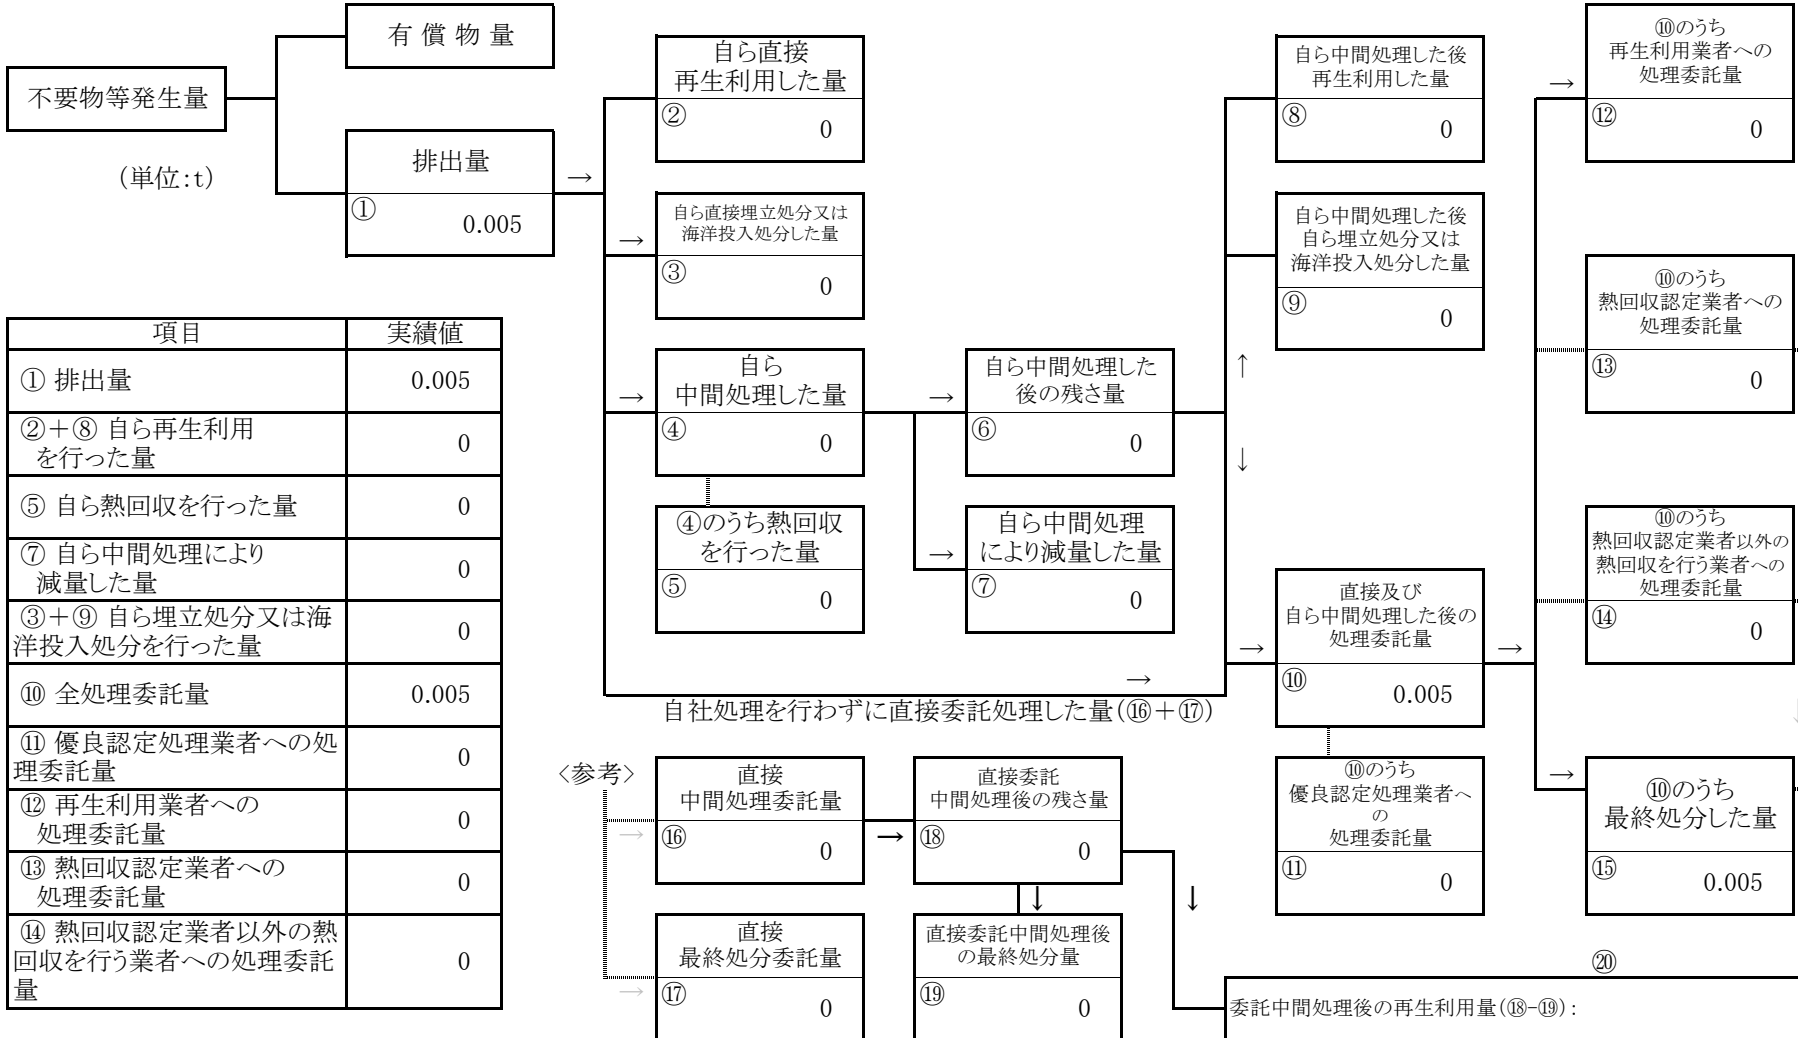 有 償 物 量
不要物等発生量
(単位:t)
排出量
①
0.005
→
自ら直接
再生利用した量
②
0
→
自ら直接埋立処分又は
海洋投入処分した量
③
0
→
自ら
中間処理した量
④
0
④のうち熱回収
を行った量
⑤
0
→
自ら中間処理した
後の残さ量
⑥
0
→
自ら中間処理
により減量した量
⑦
0
自ら中間処理した後
再生利用した量
⑧
0
自ら中間処理した後
自ら埋立処分又は
海洋投入処分した量
⑨
0
↑
↓
→
自社処理を行わずに直接委託処理した量(⑯+⑰)
→
直接及び
自ら中間処理した後の
処理委託量
⑩
0.005
→
⑩のうち
優良認定処理業者へ
の
処理委託量
⑪
0
→
⑩のうち
再生利用業者への
処理委託量
⑫
0
⑩のうち
熱回収認定業者への
処理委託量
⑬
0
⑩のうち
熱回収認定業者以外の
熱回収を行う業者への
処理委託量
⑭
0
→
⑩のうち
最終処分した量
⑮
0.005
項目 実績値
① 排出量 0.005
②+⑧ 自ら再生利用
を行った量 0
⑤ 自ら熱回収を行った量 0
⑦ 自ら中間処理により
減量した量 0
③+⑨ 自ら埋立処分又は海
洋投入処分を行った量 0
⑩ 全処理委託量 0.005
⑪ 優良認定処理業者への処
理委託量 0
⑫ 再生利用業者への
処理委託量 0
⑬ 熱回収認定業者への
処理委託量 0
⑭ 熱回収認定業者以外の熱
回収を行う業者への処理委託
量 0
<参考>
→
直接
中間処理委託量
⑯
0
→
直接委託
中間処理後の残さ量
⑱
0
↓
↓
→
直接
最終処分委託量
⑰
0
直接委託中間処理後
の最終処分量
⑲
0
⑳
委託中間処理後の再生利用量(⑱-⑲):